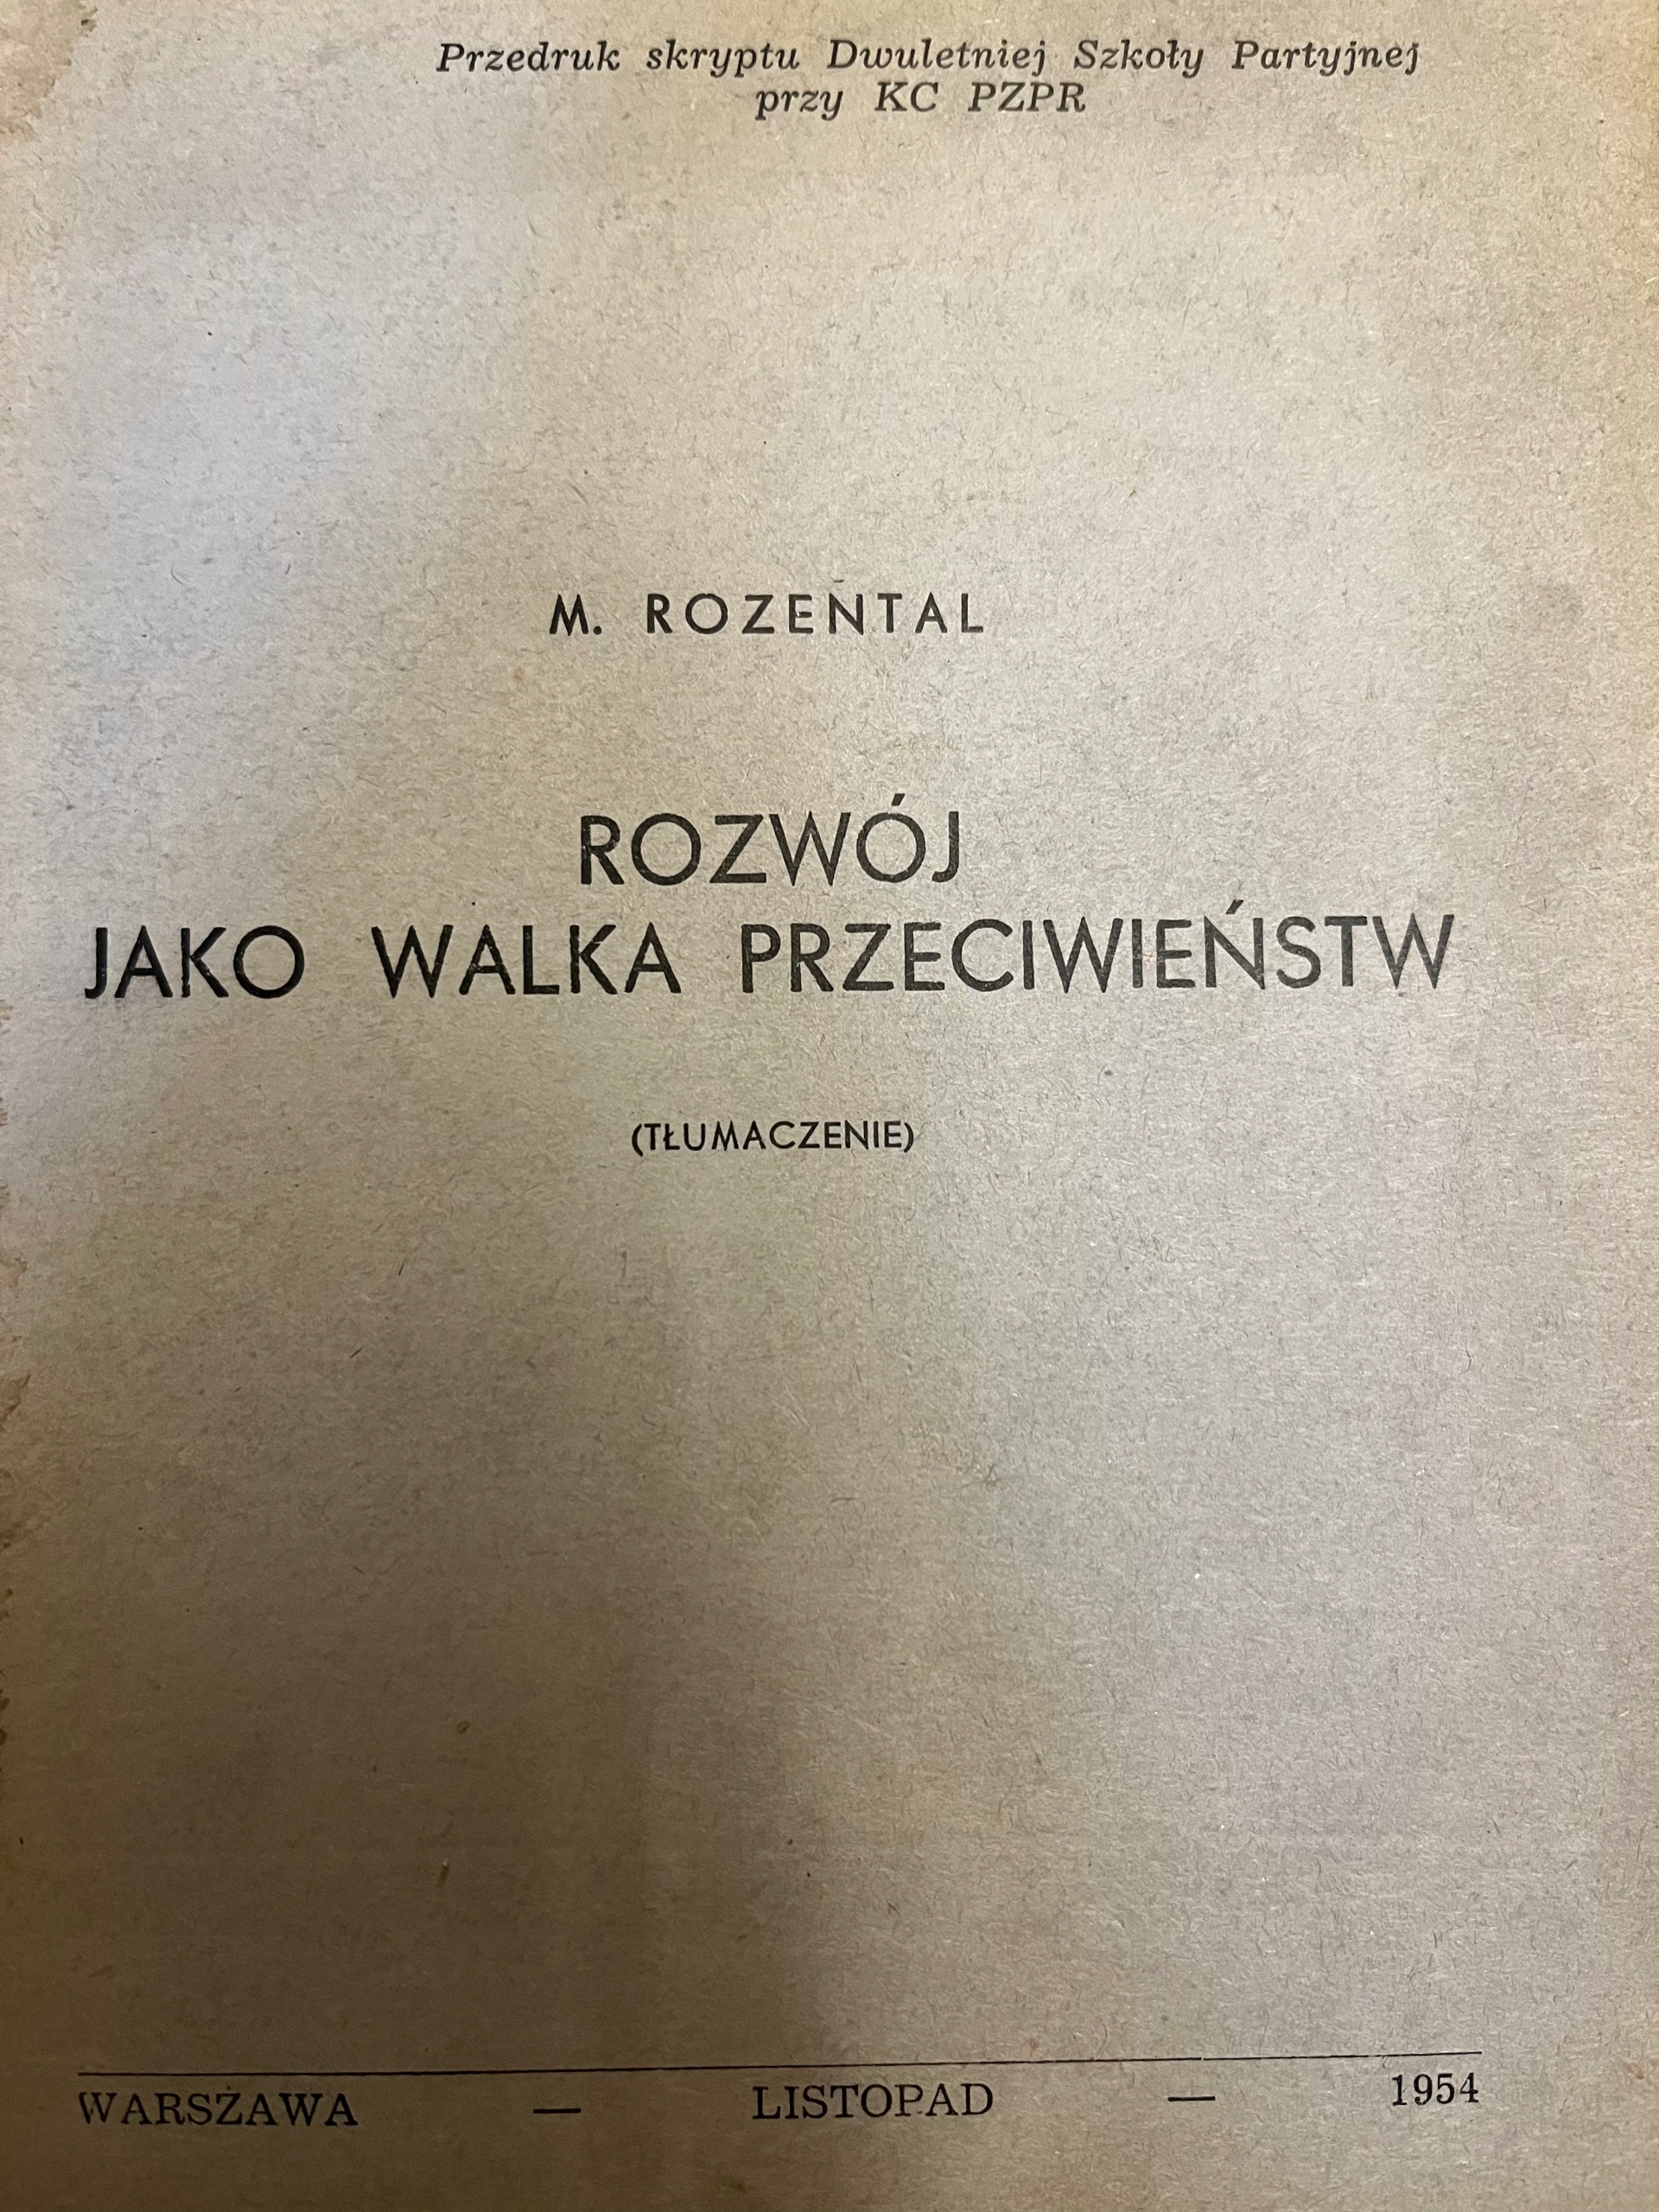 Przedruk skryptu Dwuletniej Szkoły Partyjnej
przy KC PZPR
M. ROZENTAL
ROZWÓJ
JAKO WALKA PRZECIWIEŃSTW
(TŁUMACZENIE)
WARSZAWA — LISTOPAD — 1954